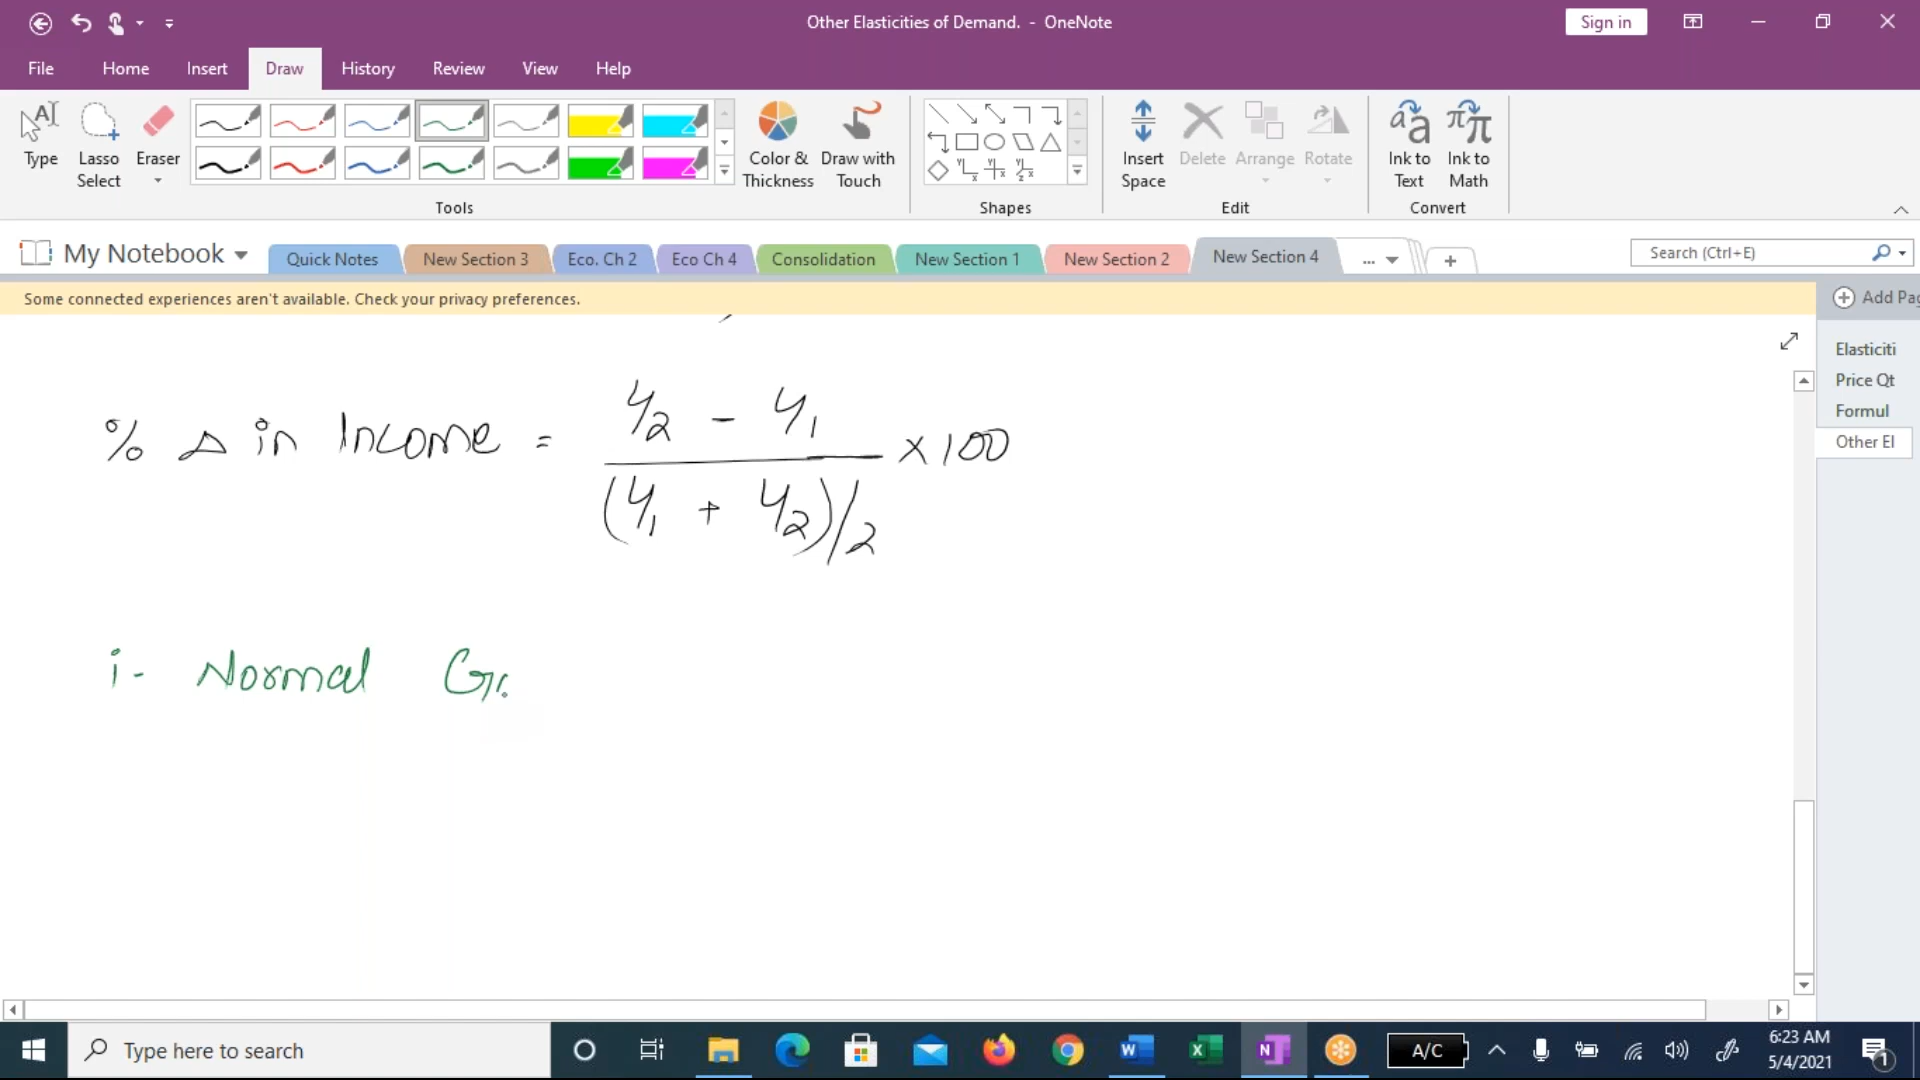 Other Elasticities of Demand. - OneNote
Sign in
File Home Insert Draw History Review View Help
Type
Lasso Select
Eraser
Color & Thickness
Draw with Touch
Insert Space
Delete
Arrange
Rotate
Ink to Text
Ink to Math
Tools
Shapes
Edit
Convert
My Notebook
Quick Notes
New Section 3
Eco. Ch 2
Eco Ch 4
Consolidation
New Section 1
New Section 2
New Section 4
...
Search (Ctrl+E)
Some connected experiences aren't available. Check your privacy preferences.
Add Pag
Elasticiti
Price Qt
Formul
Other El
y2 - y1
% Δ in Income = ×100
(y1 + y2)/2
i- Normal G
Type here to search
A/C
6:23 AM
5/4/2021
1